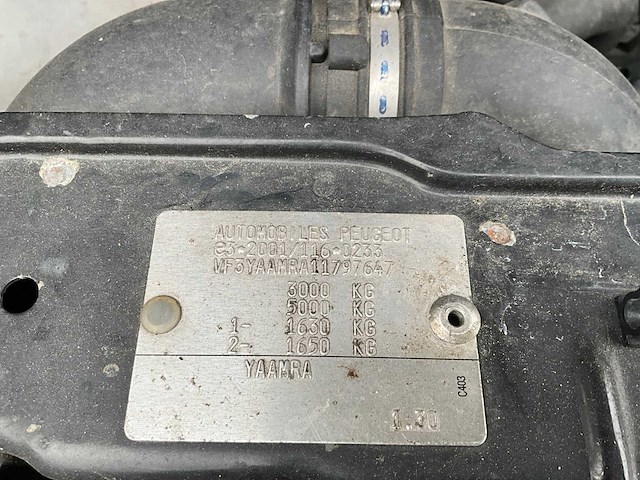 AUTOMOBILES PEUGEOT
e3*2001/116*0233
VF3YAAMRA11797647
3000 KG
5000 KG
1- 1630 KG
2- 1650 KG
YAAMRA
C403
1.30